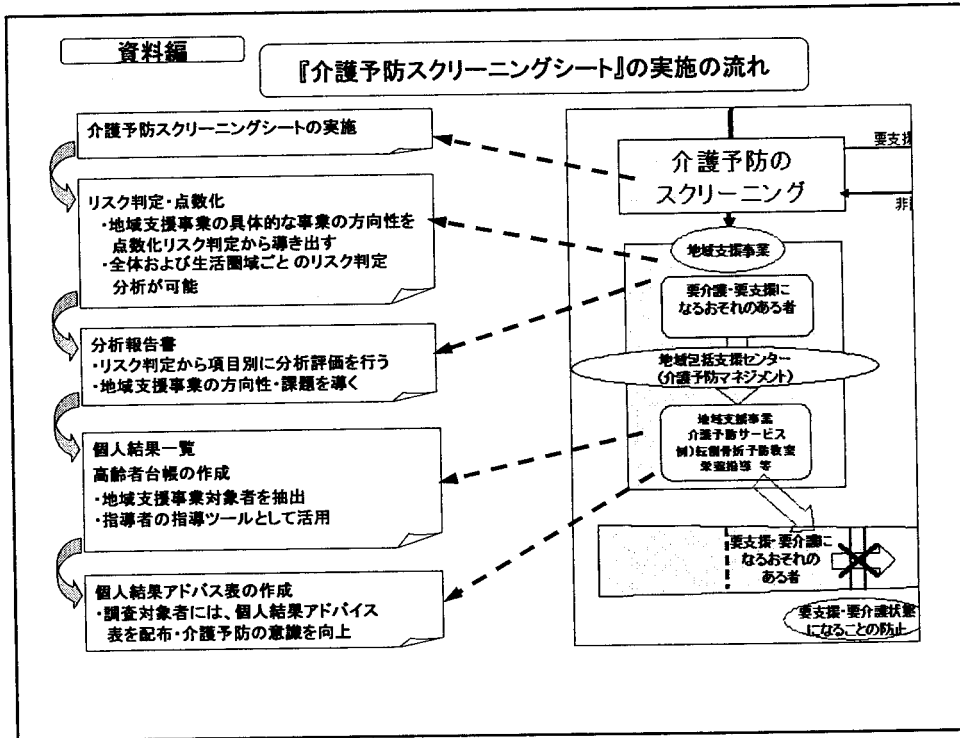 資料編
『介護予防スクリーニングシート』の実施の流れ
介護予防スクリーニングシートの実施
リスク判定・点数化
・地域支援事業の具体的な事業の方向性を
点数化リスク判定から導き出す
・全体および生活圏域ごとのリスク判定
分析が可能
分析報告書
・リスク判定から項目別に分析評価を行う
・地域支援事業の方向性・課題を導く
個人結果一覧
高齢者台帳の作成
・地域支援事業対象者を抽出
・指導者の指導ツールとして活用
個人結果アドバス表の作成
・調査対象者には、個人結果アドバイス
表を配布・介護予防の意識を向上
介護予防の
スクリーニング
要支援
非
地域支援事業
要介護・要支援に
なるおそれのある者
地域包括支援センター
(介護予防マネジメント)
地域支援事業
介護予防サービス
例)転倒骨折予防教室
栄養指導 等
要支援・要介護に
なるおそれの
ある者
要支援・要介護状態
になることの防止